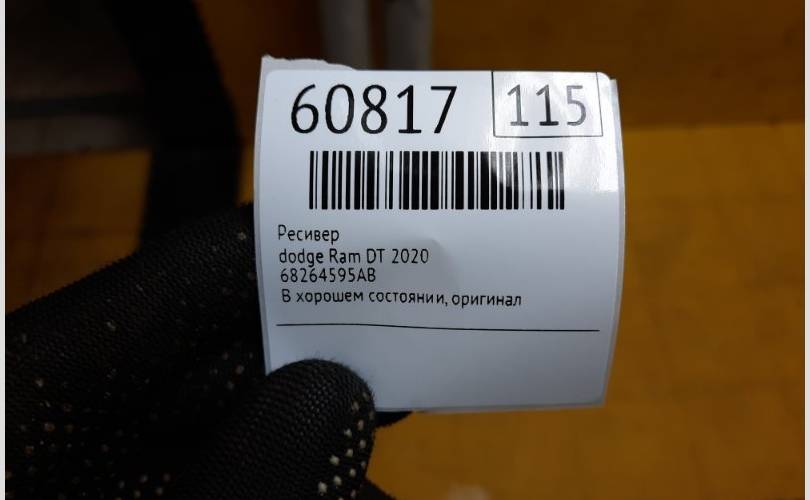 60817 115
Ресивер
dodge Ram DT 2020
68264595AB
В хорошем состоянии, оригинал